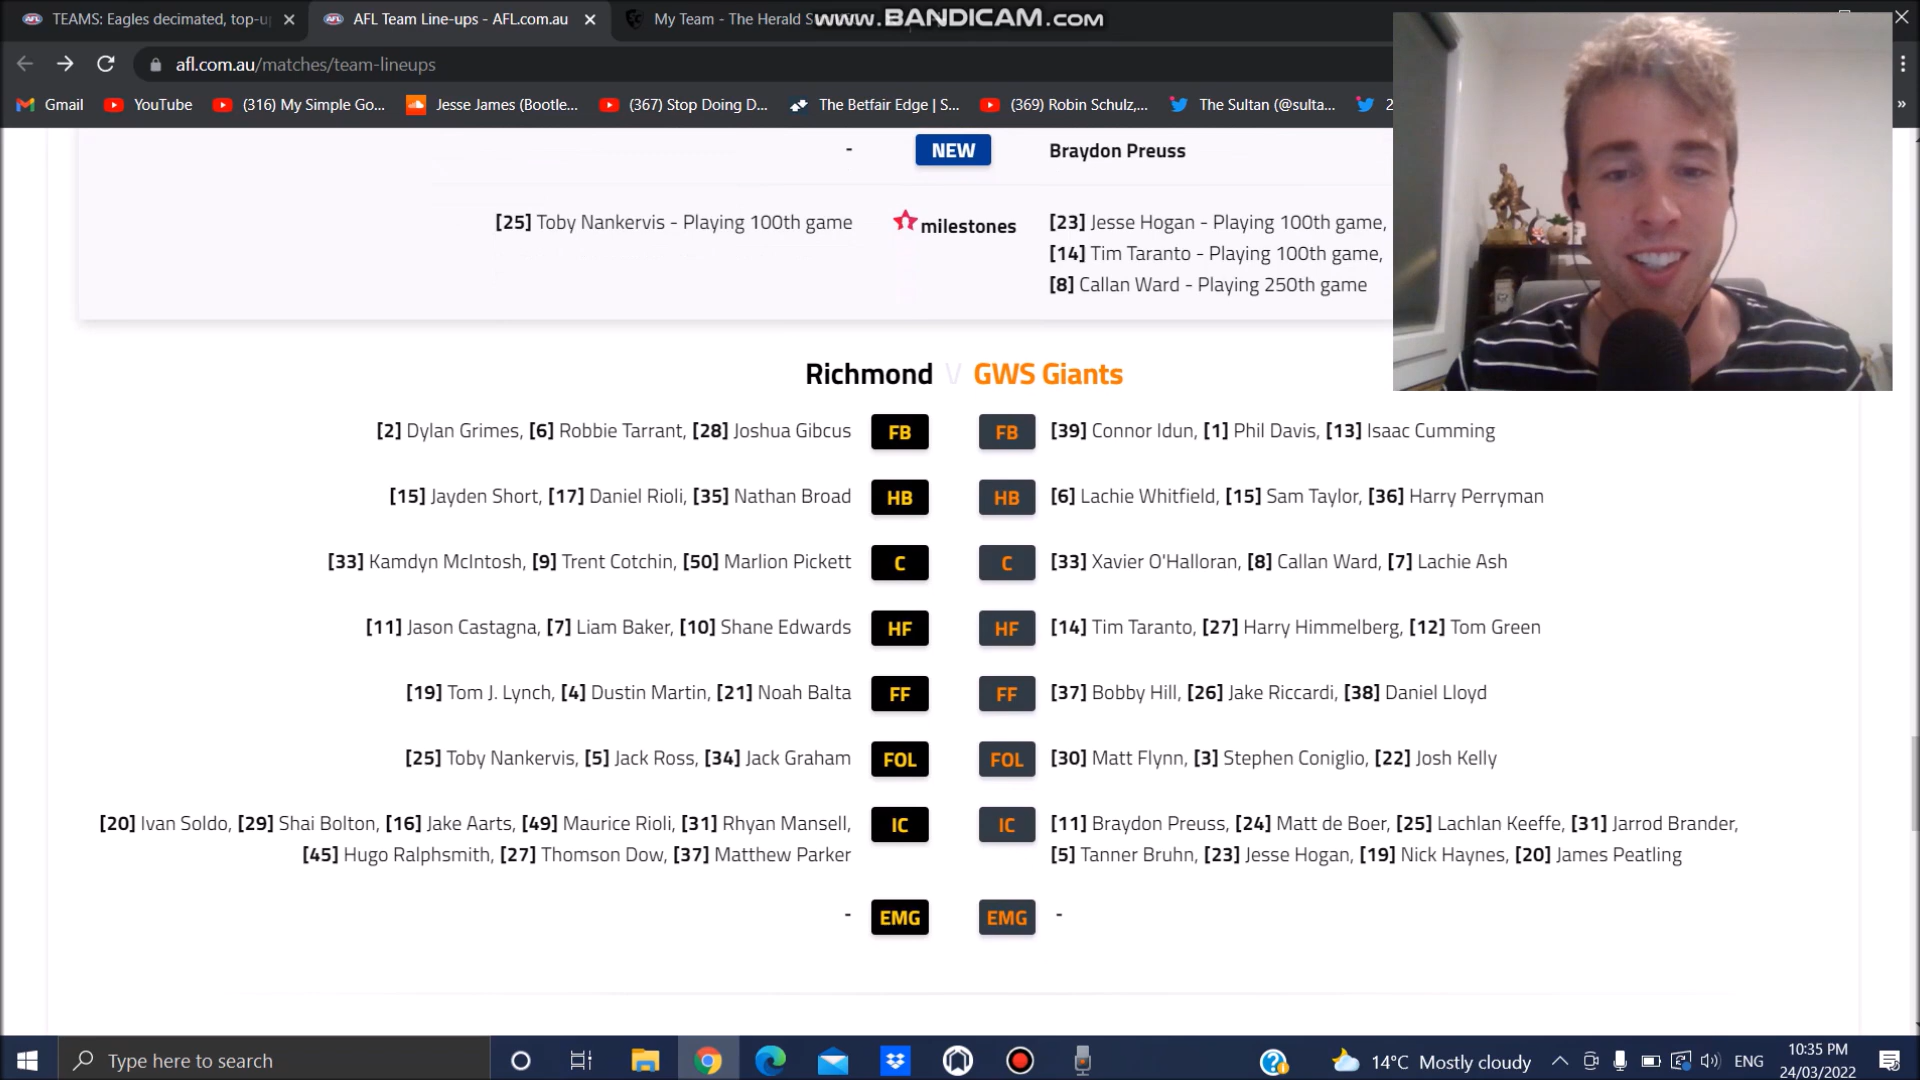 TEAMS: Eagles decimated, top-u
AFL Team Line-ups - AFL.com.au
My Team - The Herald S
www.BANDICAM.com
afl.com.au/matches/team-lineups
Gmail
YouTube
(316) My Simple Go...
Jesse James (Bootle...
(367) Stop Doing D...
The Betfair Edge | S...
(369) Robin Schulz,...
The Sultan (@sulta...
2
»
- NEW Braydon Preuss
[25] Toby Nankervis - Playing 100th game milestones [23] Jesse Hogan - Playing 100th game,
[14] Tim Taranto - Playing 100th game,
[8] Callan Ward - Playing 250th game
Richmond V GWS Giants
[2] Dylan Grimes, [6] Robbie Tarrant, [28] Joshua Gibcus FB FB [39] Connor Idun, [1] Phil Davis, [13] Isaac Cumming
[15] Jayden Short, [17] Daniel Rioli, [35] Nathan Broad HB HB [6] Lachie Whitfield, [15] Sam Taylor, [36] Harry Perryman
[33] Kamdyn McIntosh, [9] Trent Cotchin, [50] Marlion Pickett C C [33] Xavier O'Halloran, [8] Callan Ward, [7] Lachie Ash
[11] Jason Castagna, [7] Liam Baker, [10] Shane Edwards HF HF [14] Tim Taranto, [27] Harry Himmelberg, [12] Tom Green
[19] Tom J. Lynch, [4] Dustin Martin, [21] Noah Balta FF FF [37] Bobby Hill, [26] Jake Riccardi, [38] Daniel Lloyd
[25] Toby Nankervis, [5] Jack Ross, [34] Jack Graham FOL FOL [30] Matt Flynn, [3] Stephen Coniglio, [22] Josh Kelly
[20] Ivan Soldo, [29] Shai Bolton, [16] Jake Aarts, [49] Maurice Rioli, [31] Rhyan Mansell, IC IC [11] Braydon Preuss, [24] Matt de Boer, [25] Lachlan Keeffe, [31] Jarrod Brander,
[45] Hugo Ralphsmith, [27] Thomson Dow, [37] Matthew Parker [5] Tanner Bruhn, [23] Jesse Hogan, [19] Nick Haynes, [20] James Peatling
- EMG EMG -
Type here to search
14°C Mostly cloudy
ENG
10:35 PM
24/03/2022